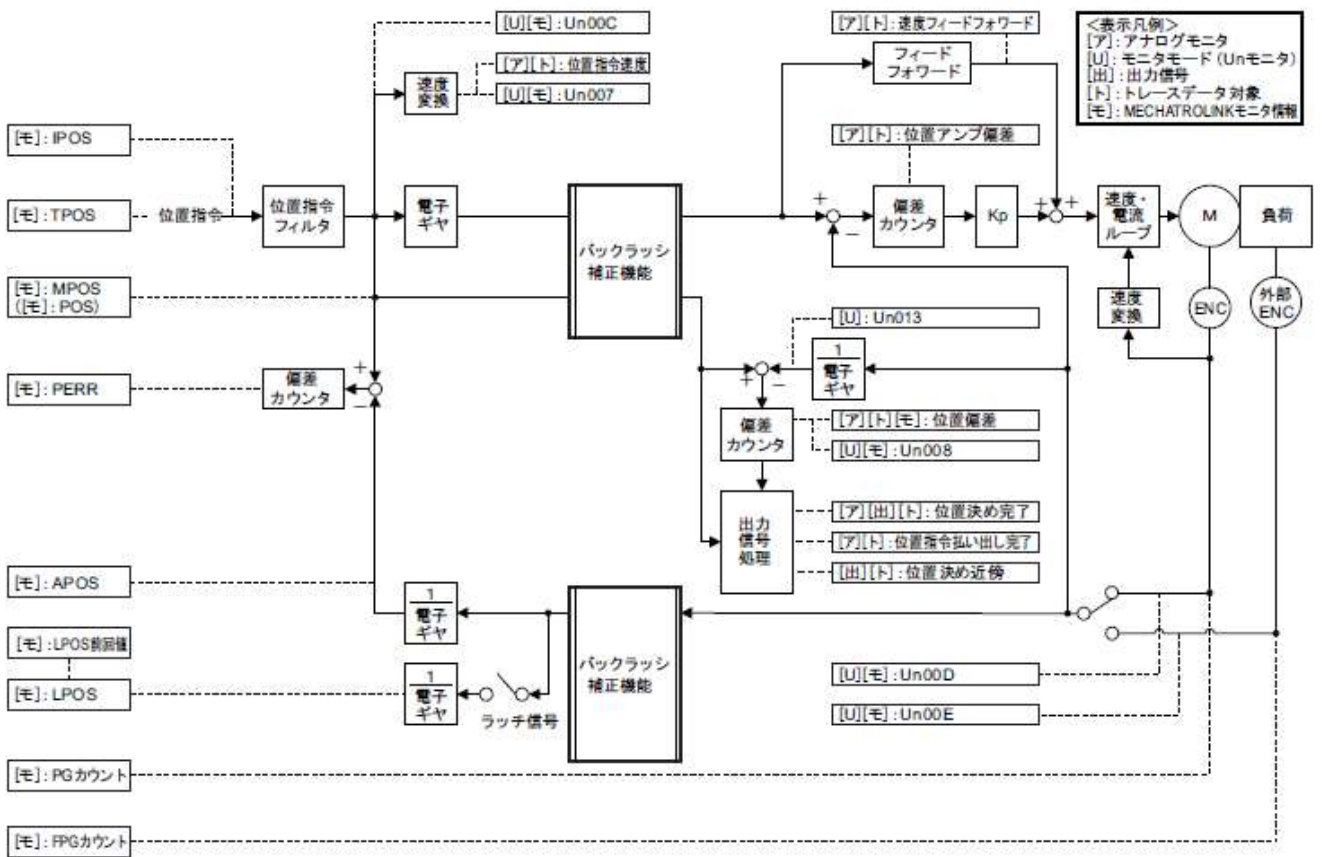 [U][モ]:Un00C
[ア][ト]:位置指令速度
[U][モ]:Un007
速度
変換
[ア][ト]:速度フィードフォワード
フィード
フォワード
<表示凡例>
[ア]:アナログモニタ
[U]:モニタモード(Unモニタ)
[出]:出力信号
[ト]:トレースデータ対象
[モ]:MECHATROLINKモニタ情報
[モ]:IPOS
[モ]:TPOS
位置指令
位置指令
フィルタ
電子
ギヤ
バックラッシ
補正機能
[ア][ト]:位置アンプ偏差
+
−
偏差
カウンタ
Kp
+
+
速度・
電流
ループ
M
負荷
速度
変換
ENC
外部
ENC
[モ]:MPOS
([モ]:POS)
[モ]:PERR
偏差
カウンタ
+
−
[U]:Un013
+
−
1
電子
ギヤ
偏差
カウンタ
[ア][ト][モ]:位置偏差
[U][モ]:Un008
出力
信号
処理
[ア][出][ト]:位置決め完了
[ア][ト]:位置指令払い出し完了
[出][ト]:位置決め近傍
[モ]:APOS
1
電子
ギヤ
[モ]:LPOS前回値
[モ]:LPOS
1
電子
ギヤ
ラッチ信号
バックラッシ
補正機能
[U][モ]:Un00D
[U][モ]:Un00E
[モ]:PGカウント
[モ]:FPGカウント